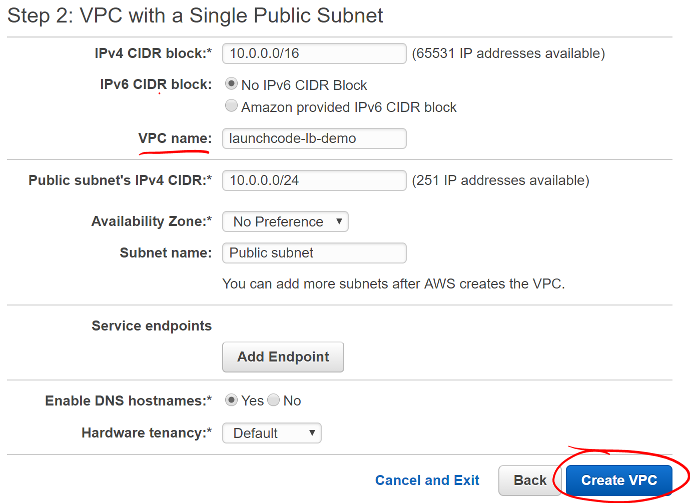 Step 2: VPC with a Single Public Subnet
IPv4 CIDR block:* 10.0.0.0/16 (65531 IP addresses available)
IPv6 CIDR block: No IPv6 CIDR Block
Amazon provided IPv6 CIDR block
VPC name: launchcode-lb-demo
Public subnet's IPv4 CIDR:* 10.0.0.0/24 (251 IP addresses available)
Availability Zone:* No Preference
Subnet name: Public subnet
You can add more subnets after AWS creates the VPC.
Service endpoints
Add Endpoint
Enable DNS hostnames:* Yes No
Hardware tenancy:* Default
Cancel and Exit Back Create VPC